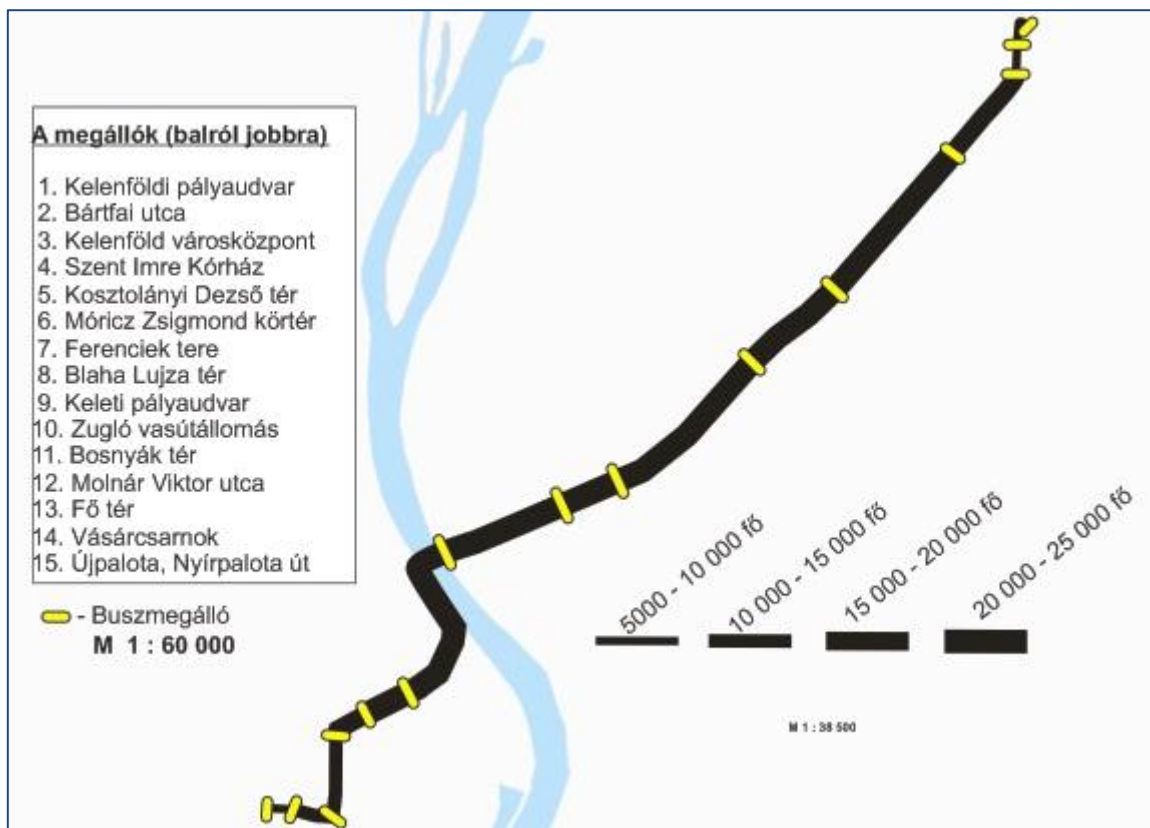 A megállók (balról jobbra)
1. Kelenföldi pályaudvar
2. Bártfai utca
3. Kelenföld városközpont
4. Szent Imre Kórház
5. Kosztolányi Dezső tér
6. Móricz Zsigmond körtér
7. Ferenciek tere
8. Blaha Lujza tér
9. Keleti pályaudvar
10. Zugló vasútállomás
11. Bosnyák tér
12. Molnár Viktor utca
13. Fő tér
14. Vásárcsarnok
15. Újpalota, Nyírpalota út
- Buszmegálló
M 1 : 60 000
5000 - 10 000 fő
10 000 - 15 000 fő
15 000 - 20 000 fő
20 000 - 25 000 fő
M 1 : 38 500